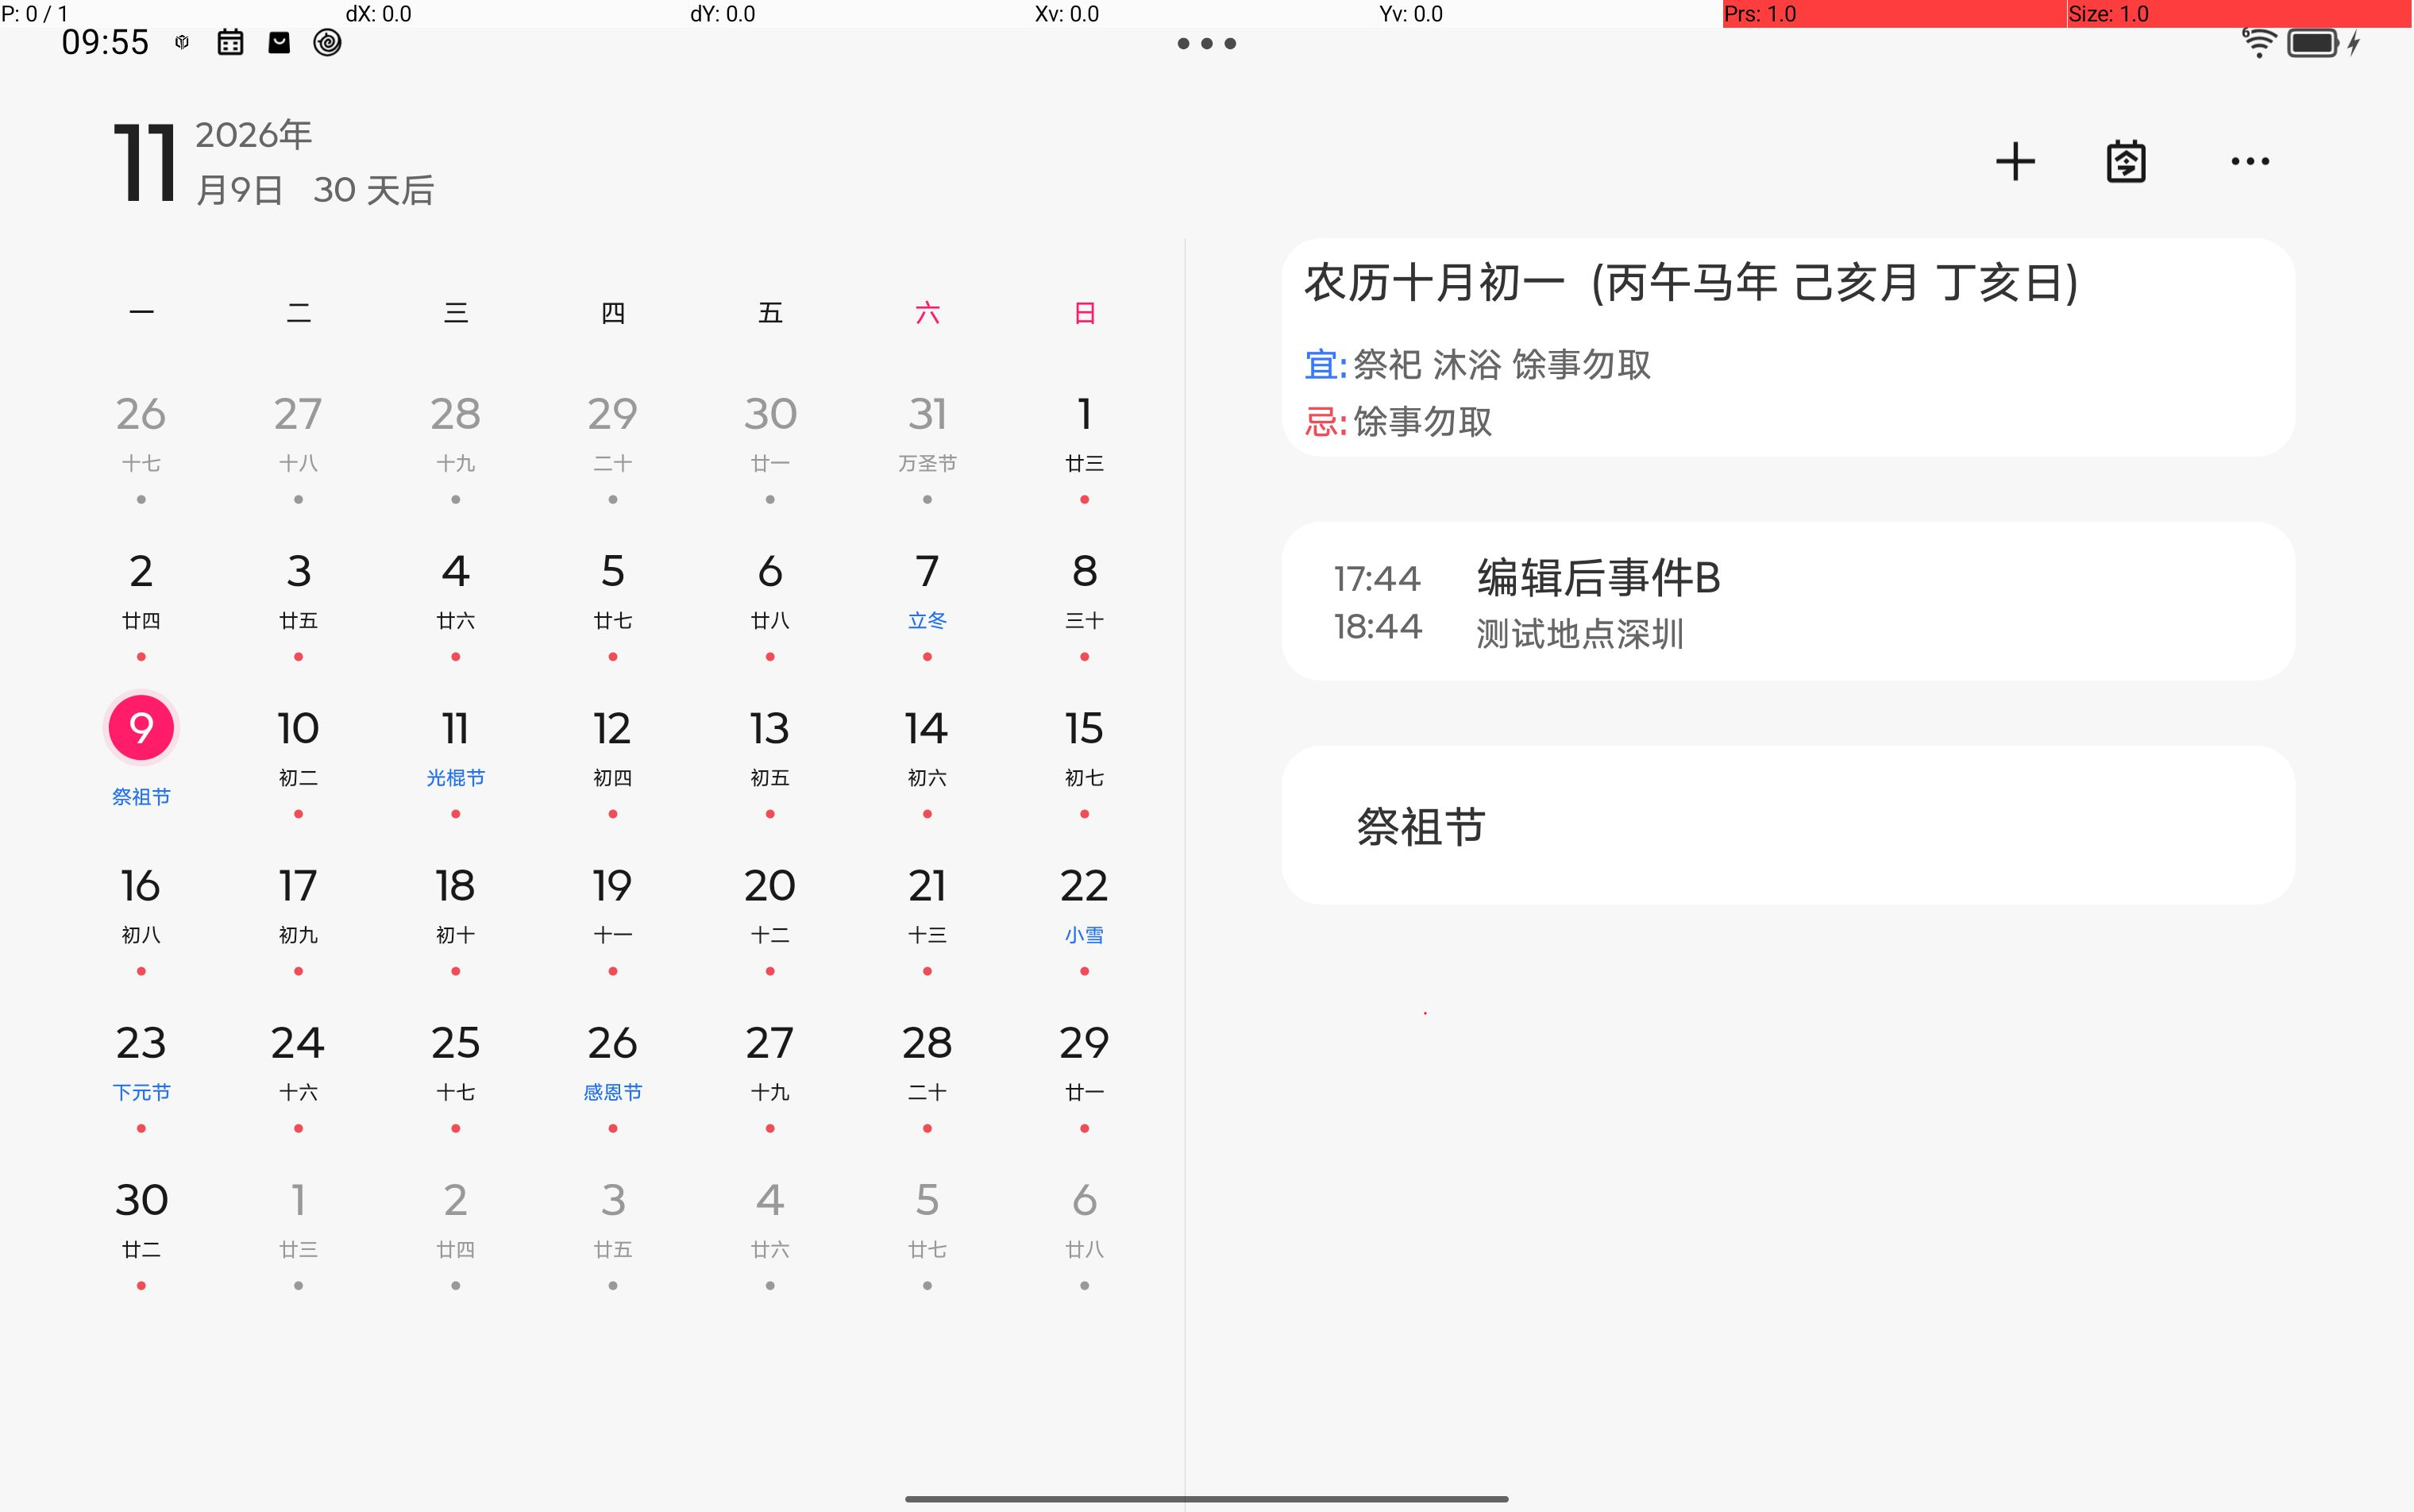 P: 0 / 1 dX: 0.0 dY: 0.0 Xv: 0.0 Yv: 0.0 Prs: 1.0 Size: 1.0
09:55
11 2026年
月9日 30 天后
今
一 二 三 四 五 六 日
26 27 28 29 30 31 1
十七 十八 十九 二十 廿一 万圣节 廿三
2 3 4 5 6 7 8
廿四 廿五 廿六 廿七 廿八 立冬 三十
9 10 11 12 13 14 15
祭祖节 初二 光棍节 初四 初五 初六 初七
16 17 18 19 20 21 22
初八 初九 初十 十一 十二 十三 小雪
23 24 25 26 27 28 29
下元节 十六 十七 感恩节 十九 二十 廿一
30 1 2 3 4 5 6
廿二 廿三 廿四 廿五 廿六 廿七 廿八
农历十月初一 (丙午马年 己亥月 丁亥日)
宜: 祭祀 沐浴 馀事勿取
忌: 馀事勿取
17:44 编辑后事件B
18:44 测试地点深圳
祭祖节